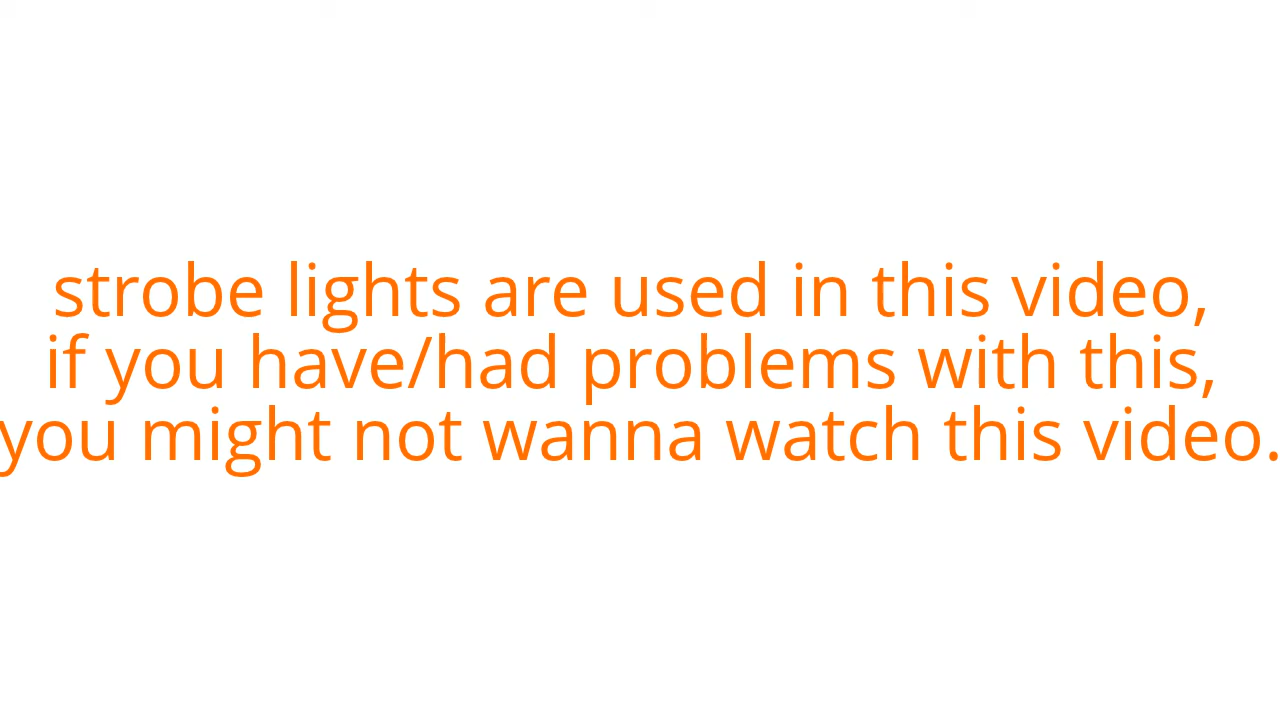 strobe lights are used in this video,
if you have/had problems with this,
you might not wanna watch this video.